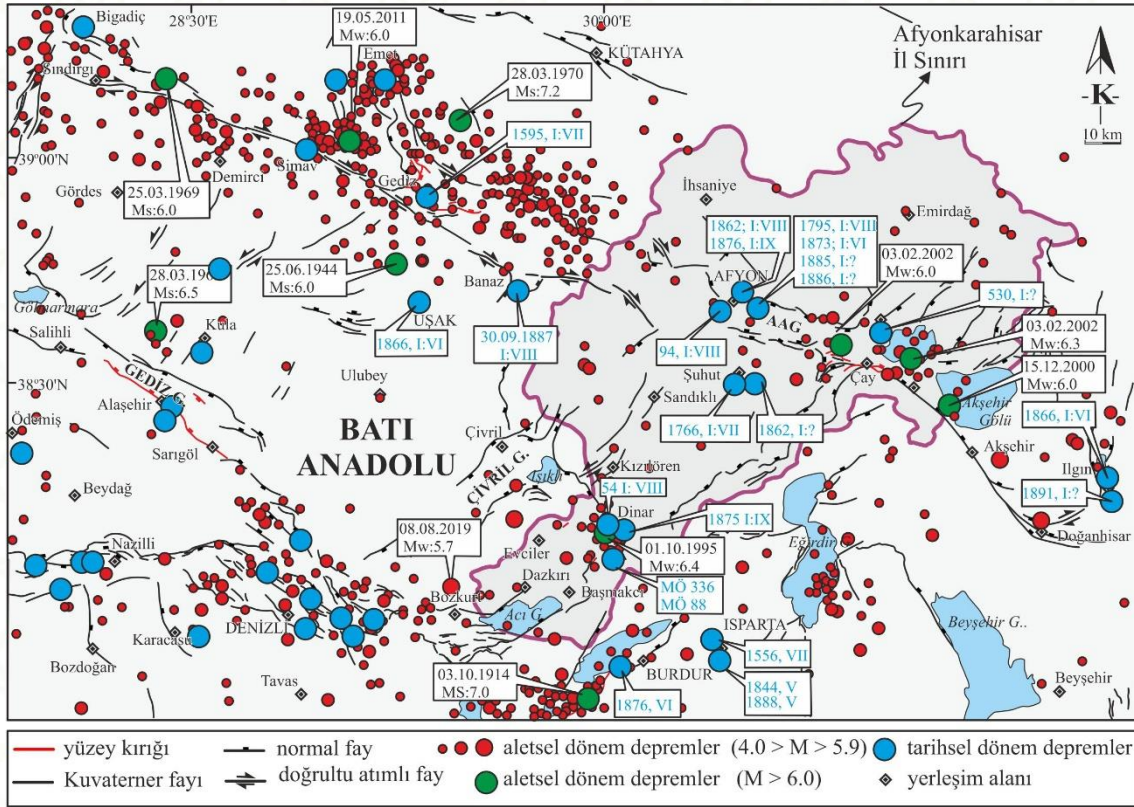 28°30'E
30°00'E
Bigadiç
19.05.2011
Mw:6.0
Emet
KÜTAHYA
Afyonkarahisar
İl Sınırı
-K-
10 km
Sındırgı
28.03.1970
Ms:7.2
1595, I:VII
39°00'N
Simav
Demirci
Gediz
Gördes
25.03.1969
Ms:6.0
İhsaniye
Emirdağ
1862; I:VIII
1876, I:IX
1795, I:VIII
1873; I:VI
1885, I:?
1886, I:?
03.02.2002
Mw:6.0
28.03.19
Ms:6.5
25.06.1944
Ms:6.0
Banaz
AFYON
AAG
530, I:?
Gölmarmara
Salihli
Kula
UŞAK
1866, I:VI
30.09.1887
I:VIII
94, I:VIII
03.02.2002
Mw:6.3
38°30'N
GEDİZ G.
Ulubey
Şuhut
Çay
15.12.2000
Mw:6.0
Alaşehir
Sandıklı
Akşehir
Gölü
1866, I:VI
Ödemiş
BATI
ANADOLU
Çivril
1766, I:VII
1862, I:?
Akşehir
Sarıgöl
Ilgın
ÇİVRİL G.
Işıklı
Kızılören
Beydağ
54 I: VIII
1891, I:?
Dinar
1875 I:IX
Doğanhisar
08.08.2019
Mw:5.7
Evciler
01.10.1995
Mw:6.4
Eğirdir
Nazilli
Dazkırı
Başmakçı
MÖ 336
MÖ 88
Bozkurt
Acı G.
Karacasu
DENİZLİ
ISPARTA
Beyşehir G..
Bozdoğan
03.10.1914
MS:7.0
BURDUR
1556, VII
Tavas
1876, VI
1844, V
1888, V
Beyşehir
yüzey kırığı
normal fay
aletsel dönem depremler (4.0 > M > 5.9)
tarihsel dönem depremler
Kuvaterner fayı
doğrultu atımlı fay
aletsel dönem depremler (M > 6.0)
yerleşim alanı